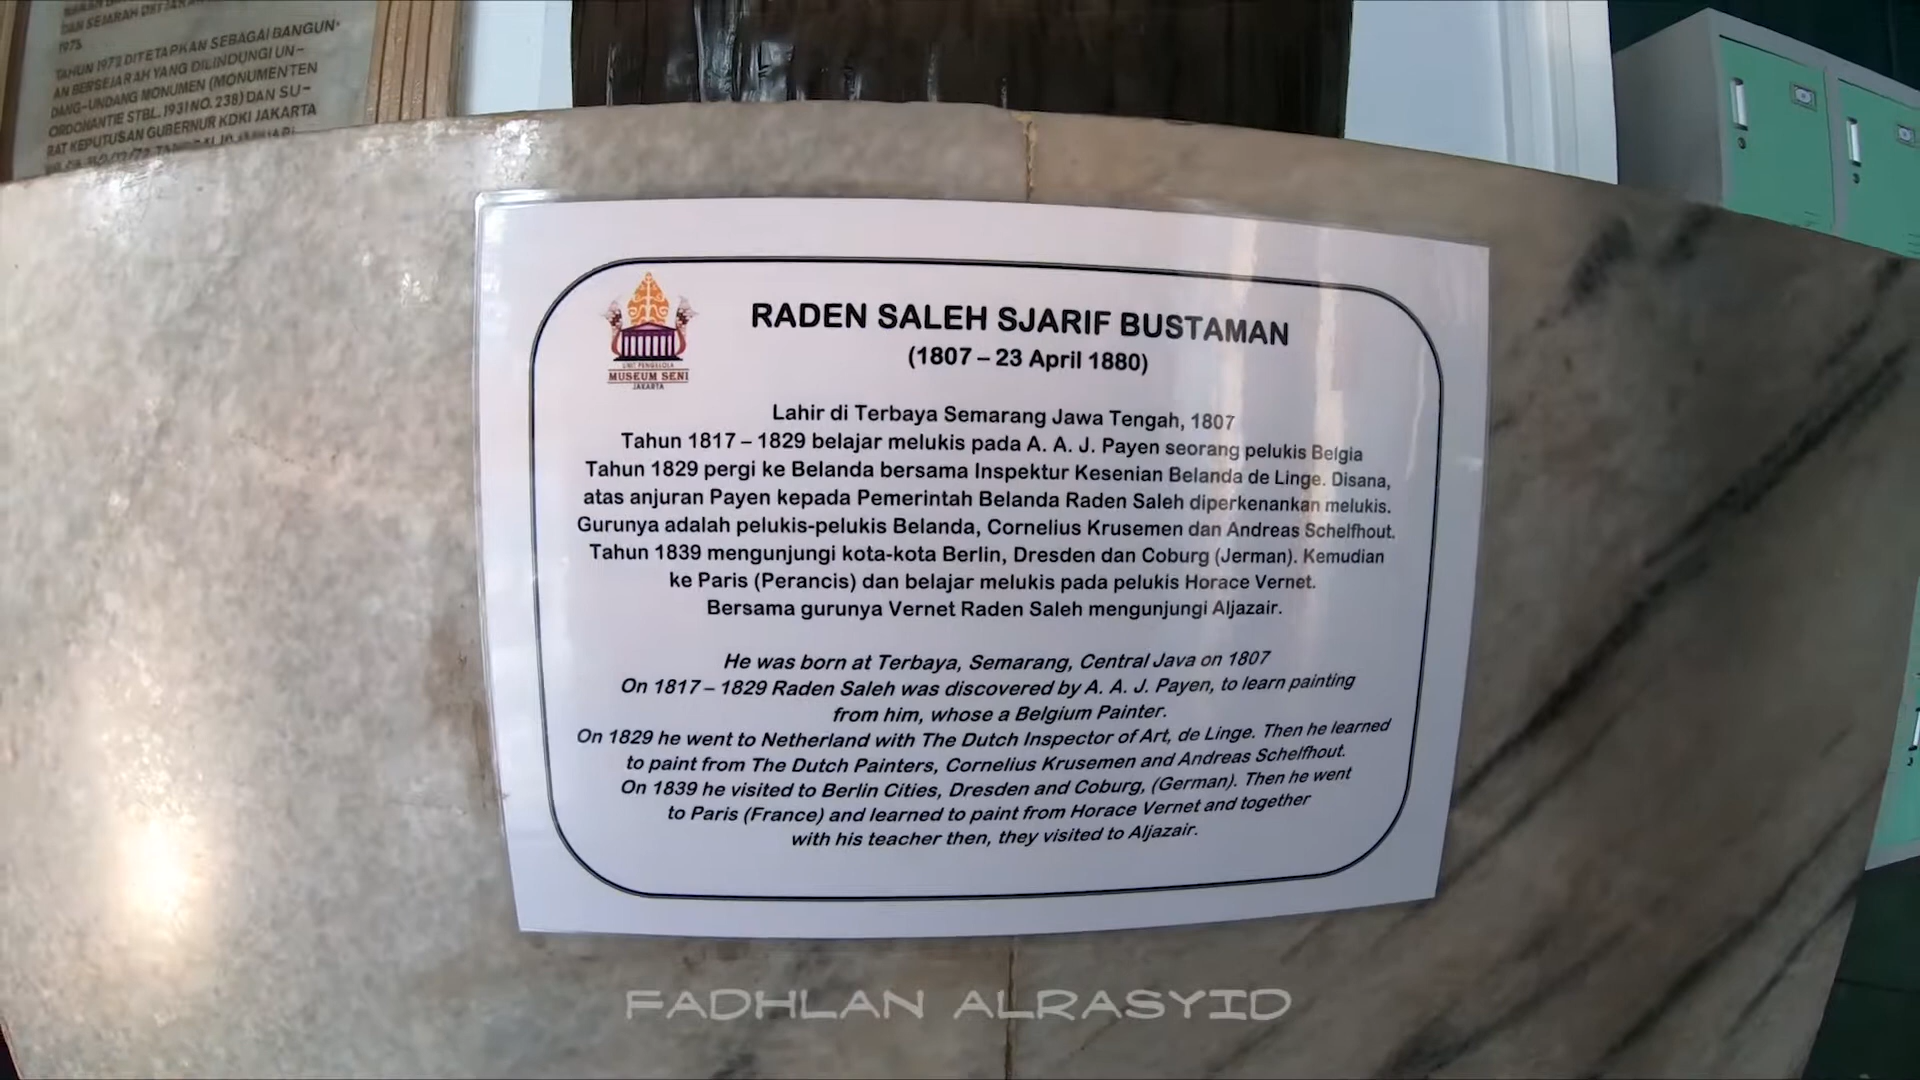 DAN SEJARAH
1975.
TAHUN 1972 DITETAPKAN SEBAGAI BANGUN-
AN BERSEJARAH YANG DILINDUNGI UN-
DANG-UNDANG MONUMEN (MONUMENTEN
ORDONANTIE STBL. 1931 NO. 238) DAN SU-
RAT KEPUTUSAN GUBERNUR KDKI JAKARTA
UNIT PENGELOLA
MUSEUM SENI
JAKARTA
RADEN SALEH SJARIF BUSTAMAN
(1807 – 23 April 1880)
Lahir di Terbaya Semarang Jawa Tengah, 1807
Tahun 1817 – 1829 belajar melukis pada A. A. J. Payen seorang pelukis Belgia
Tahun 1829 pergi ke Belanda bersama Inspektur Kesenian Belanda de Linge. Disana,
atas anjuran Payen kepada Pemerintah Belanda Raden Saleh diperkenankan melukis.
Gurunya adalah pelukis-pelukis Belanda, Cornelius Krusemen dan Andreas Schelfhout.
Tahun 1839 mengunjungi kota-kota Berlin, Dresden dan Coburg (Jerman). Kemudian
ke Paris (Perancis) dan belajar melukis pada pelukis Horace Vernet.
Bersama gurunya Vernet Raden Saleh mengunjungi Aljazair.
He was born at Terbaya, Semarang, Central Java on 1807
On 1817 – 1829 Raden Saleh was discovered by A. A. J. Payen, to learn painting
from him, whose a Belgium Painter.
On 1829 he went to Netherland with The Dutch Inspector of Art, de Linge. Then he learned
to paint from The Dutch Painters, Cornelius Krusemen and Andreas Schelfhout.
On 1839 he visited to Berlin Cities, Dresden and Coburg, (German). Then he went
to Paris (France) and learned to paint from Horace Vernet and together
with his teacher then, they visited to Aljazair.
FADHLAN ALRASYID